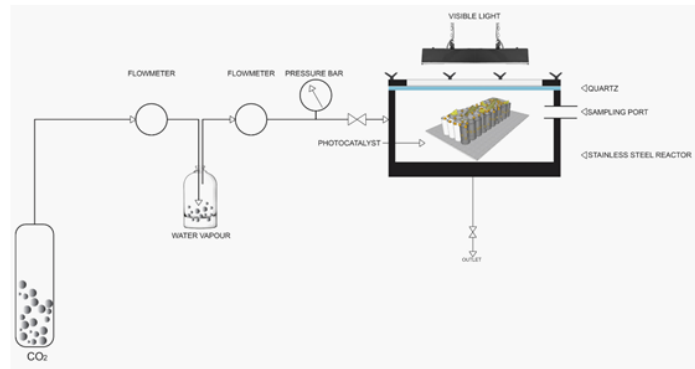 VISIBLE LIGHT
FLOWMETER
FLOWMETER
PRESSURE BAR
QUARTZ
SAMPLING PORT
PHOTOCATALYST
STAINLESS STEEL REACTOR
WATER VAPOUR
OUTLET
CO₂